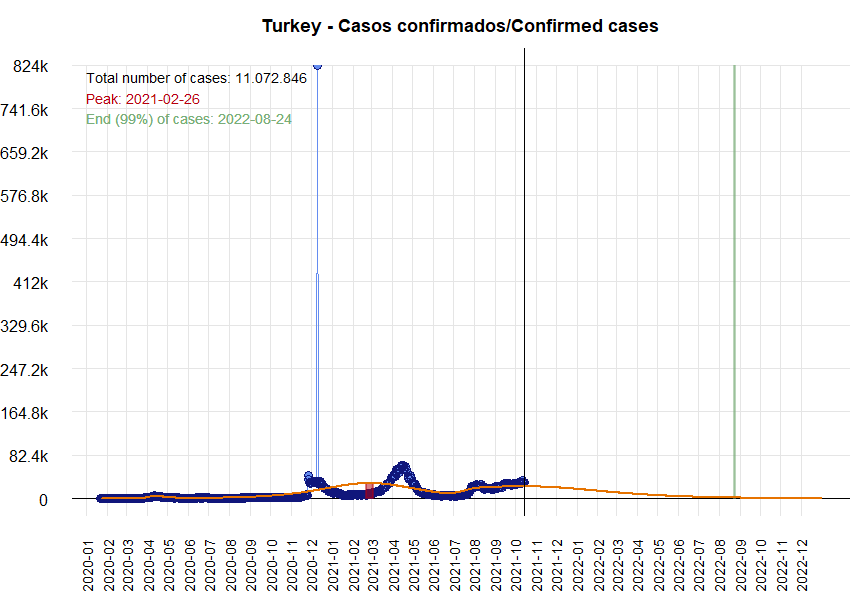 Turkey - Casos confirmados/Confirmed cases
824k
741.6k
659.2k
576.8k
494.4k
412k
329.6k
247.2k
164.8k
82.4k
0
Total number of cases: 11.072.846
Peak: 2021-02-26
End (99%) of cases: 2022-08-24
2020-01
2020-02
2020-03
2020-04
2020-05
2020-06
2020-07
2020-08
2020-09
2020-10
2020-11
2020-12
2021-01
2021-02
2021-03
2021-04
2021-05
2021-06
2021-07
2021-08
2021-09
2021-10
2021-11
2021-12
2022-01
2022-02
2022-03
2022-04
2022-05
2022-06
2022-07
2022-08
2022-09
2022-10
2022-11
2022-12